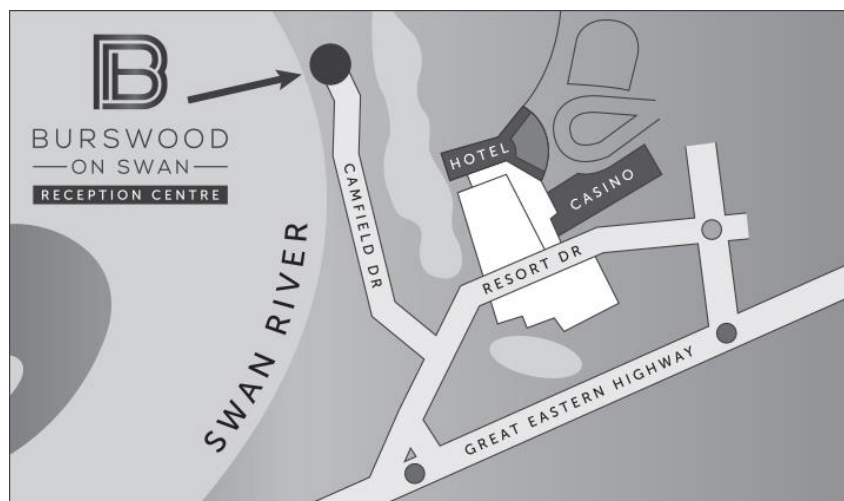 B
BURSWOOD
ON SWAN
RECEPTION CENTRE
SWAN RIVER
CAMFIELD DR
HOTEL
CASINO
RESORT DR
GREAT EASTERN HIGHWAY